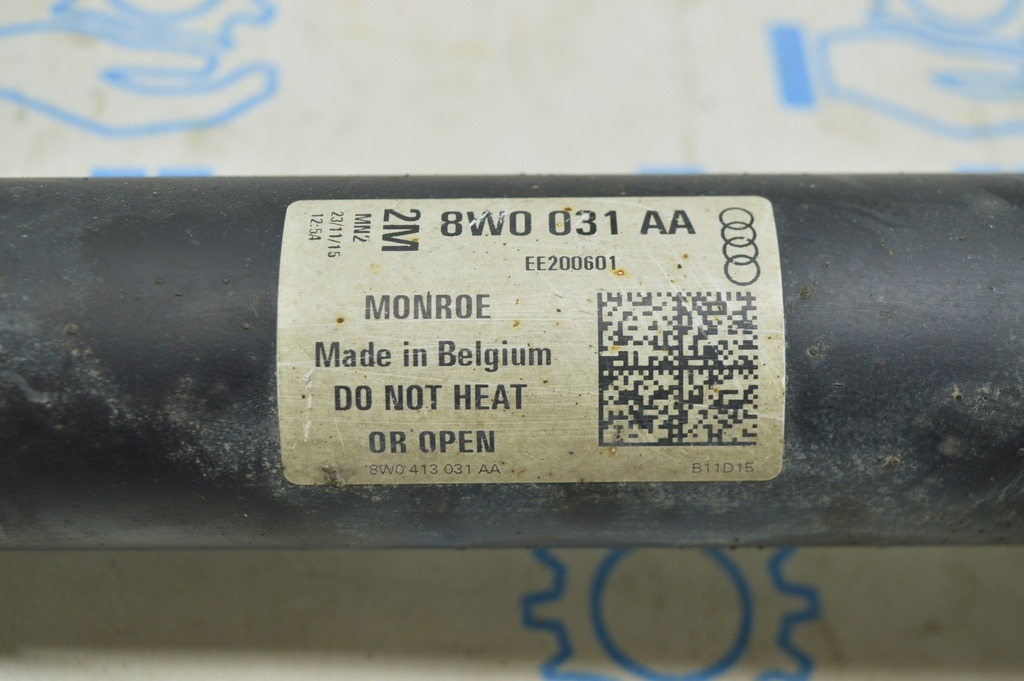 8W0 031 AA
2M
MN2
23/11/15
12:54
EE200601
MONROE
Made in Belgium
DO NOT HEAT
OR OPEN
8W0 413 031 AA
B11D15